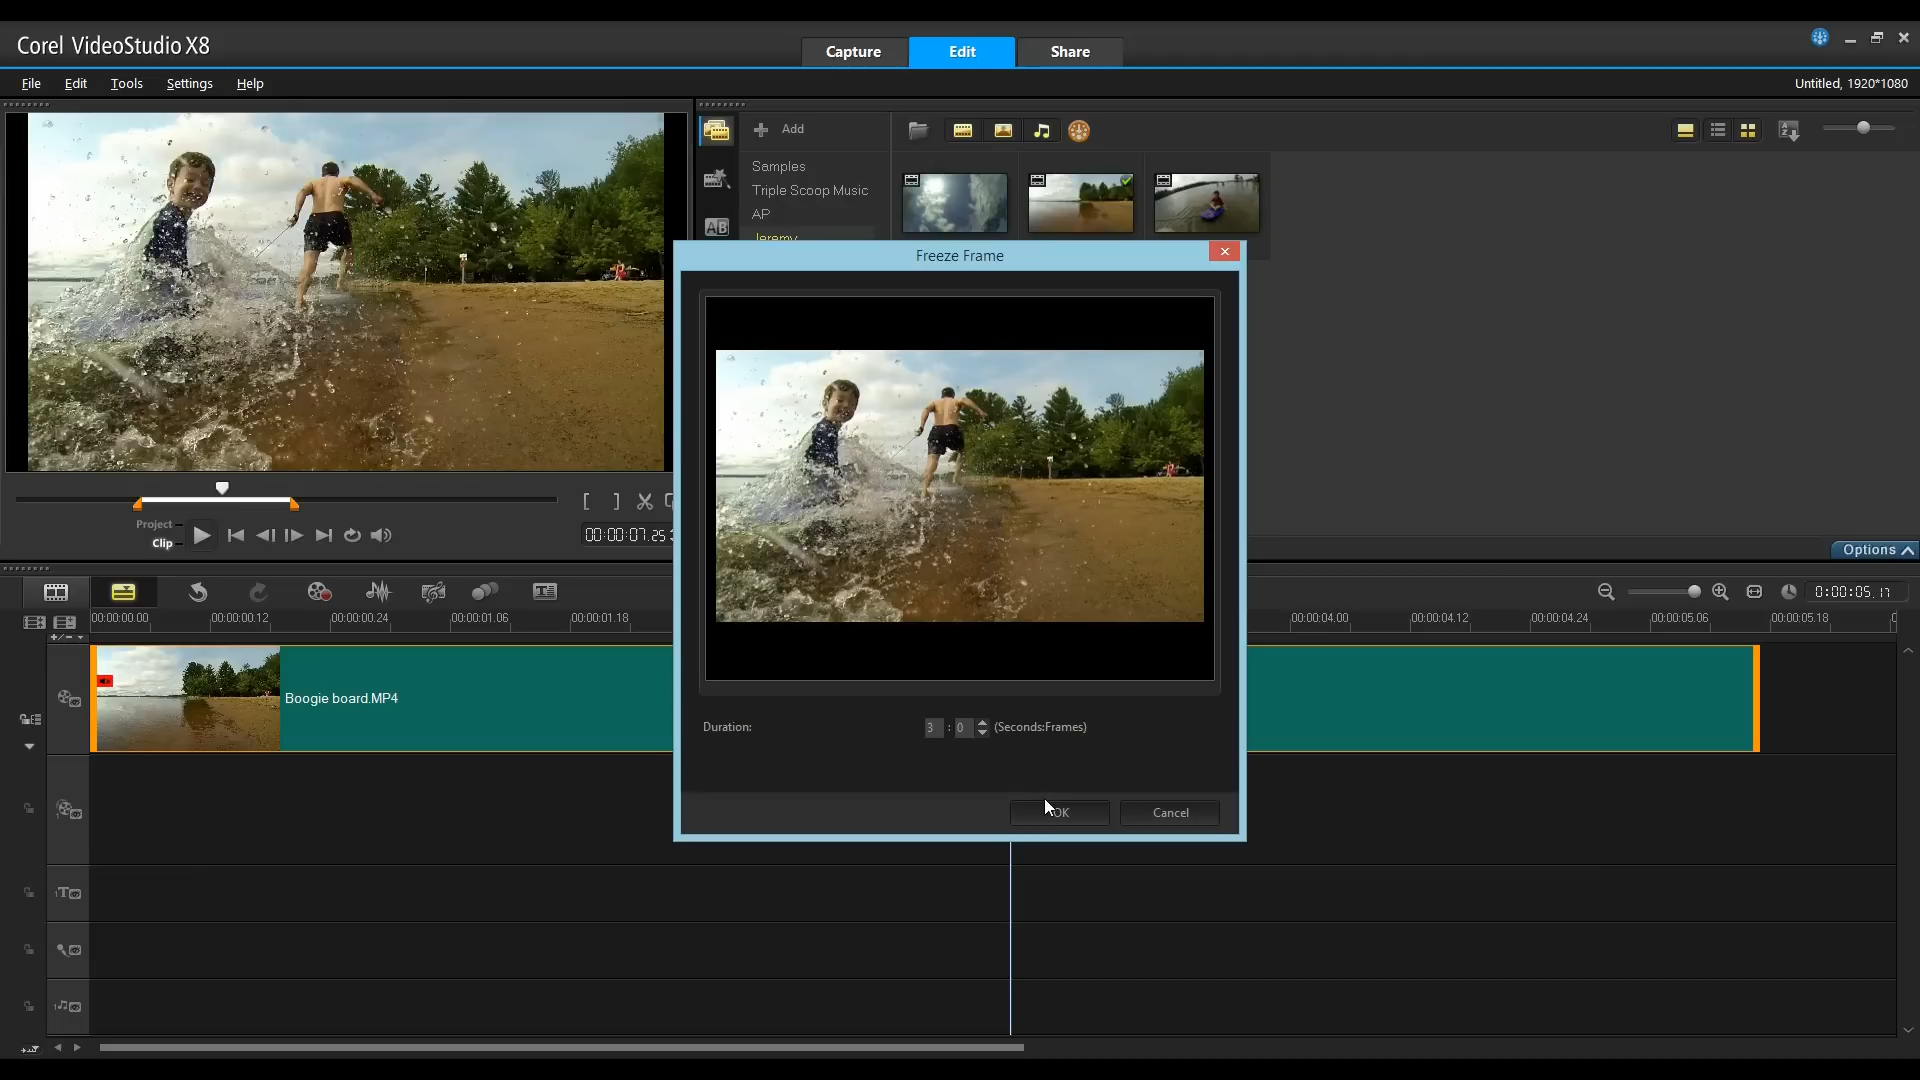 Corel VideoStudio X8
Capture
Edit
Share
File
Edit
Tools
Settings
Help
Untitled, 1920*1080
Add
Samples
Triple Scoop Music
AP
Jeremy
AB
Freeze Frame
Project
Clip
00:00:07.25
Duration:
3 : 0 (Seconds:Frames)
OK
Cancel
Options
0:00:05.17
00:00:00.00
00:00:00.12
00:00:00.24
00:00:01.06
00:00:01.18
00:00:04.00
00:00:04.12
00:00:04.24
00:00:05.06
00:00:05.18
Boogie board.MP4